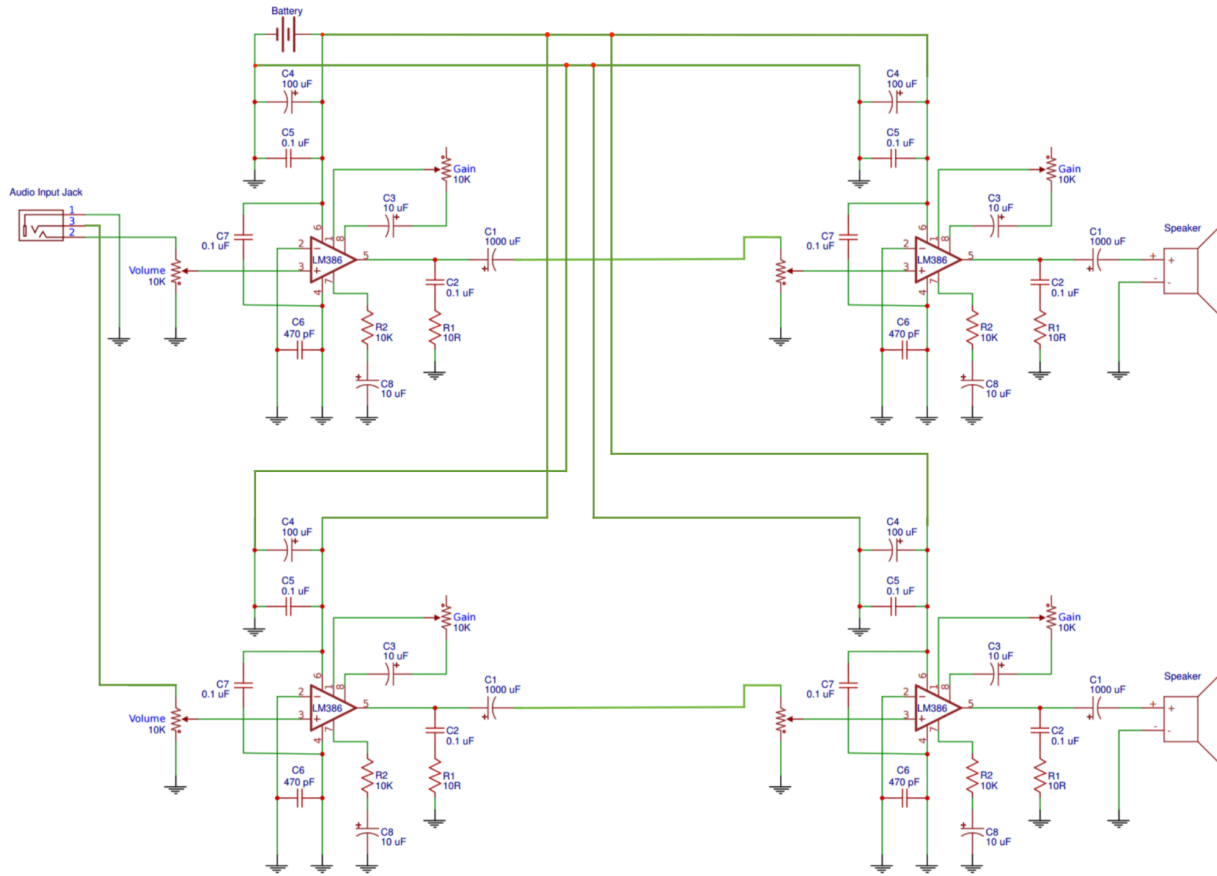 Battery
C4
100 uF
+
C5
0.1 uF
Gain
10K
C3
10 uF
+
Audio Input Jack
1
3
2
C7
0.1 uF
6
1
8
2
3
4
7
5
LM386
Volume
10K
C1
1000 uF
+
C2
0.1 uF
R1
10R
C6
470 pF
R2
10K
+
C8
10 uF
C4
100 uF
+
C5
0.1 uF
Gain
10K
C3
10 uF
+
C7
0.1 uF
6
1
8
2
3
4
7
5
LM386
C1
1000 uF
+
Speaker
+
+
-
-
C2
0.1 uF
R1
10R
C6
470 pF
R2
10K
+
C8
10 uF
C4
100 uF
+
C5
0.1 uF
Gain
10K
C3
10 uF
+
C7
0.1 uF
6
1
8
2
3
4
7
5
LM386
Volume
10K
C1
1000 uF
+
C2
0.1 uF
R1
10R
C6
470 pF
R2
10K
+
C8
10 uF
C4
100 uF
+
C5
0.1 uF
Gain
10K
C3
10 uF
+
C7
0.1 uF
6
1
8
2
3
4
7
5
LM386
C1
1000 uF
+
Speaker
+
+
-
-
C2
0.1 uF
R1
10R
C6
470 pF
R2
10K
+
C8
10 uF